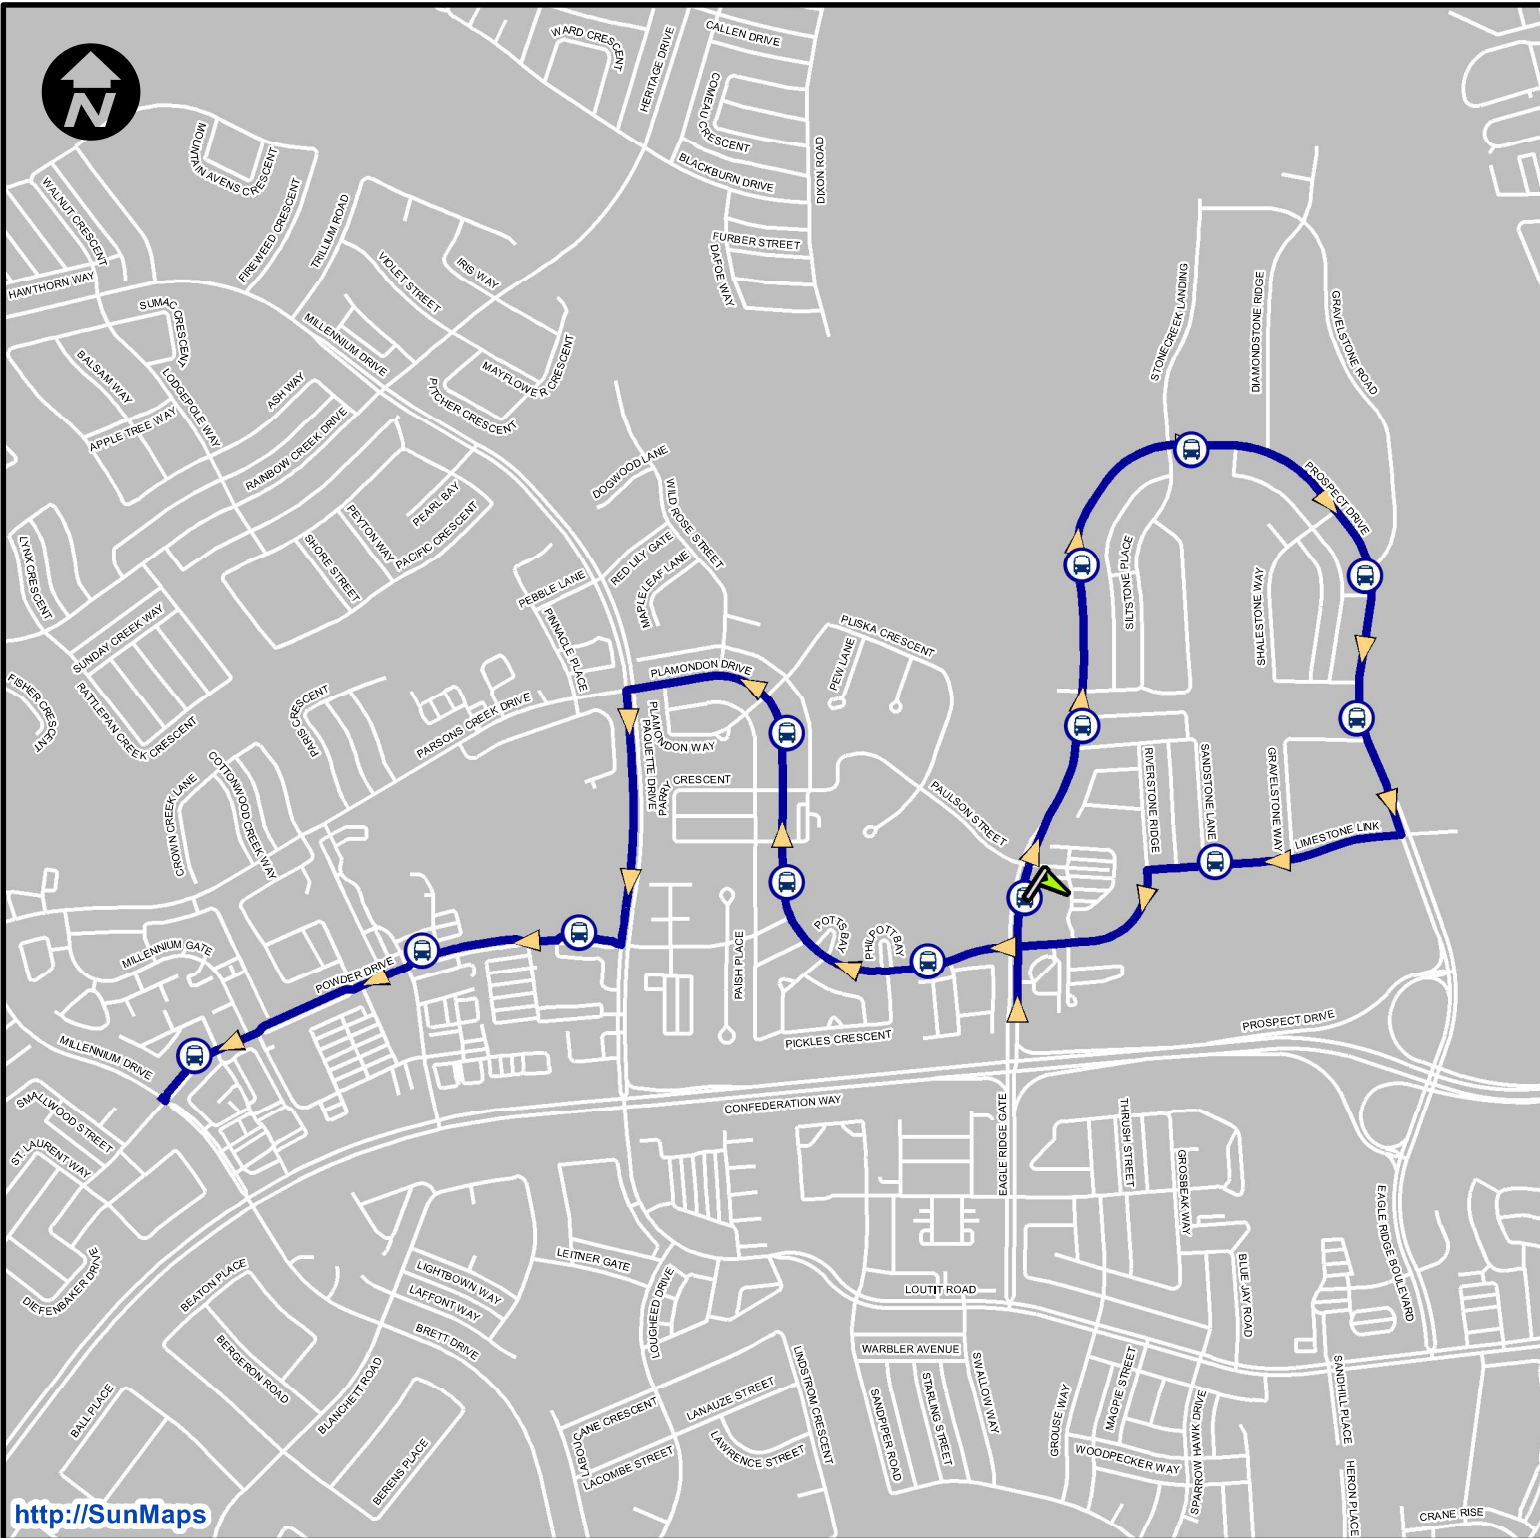 WARD CRESCENT
HERITAGE DRIVE
CALLEN DRIVE
COMEAU CRESCENT
BLACKBURN DRIVE
DIXON ROAD
FURBER STREET
DAFOE WAY
N
MOUNTAIN AVENS CRESCENT
WALNUT CRESCENT
FIREWEED CRESCENT
TRILLIUM ROAD
VIOLET STREET
IRIS WAY
HAWTHORN WAY
SUMAC CRESCENT
MILLENNIUM DRIVE
MAYFLOWER CRESCENT
PITCHER CRESCENT
BALSAM WAY
LODGEPOLE WAY
ASH WAY
APPLE TREE WAY
RAINBOW CREEK DRIVE
STONECREEK LANDING
DIAMONDSTONE RIDGE
GRAVELSTONE ROAD
DOGWOOD LANE
WILD ROSE STREET
PEARL BAY
PEYTON WAY
PACIFIC CRESCENT
SHORE STREET
PROSPECT DRIVE
LYNX CRESCENT
RED LILY GATE
MAPLE LEAF LANE
PEBBLE LANE
PINNACLE PLACE
SILTSTONE PLACE
SHALESTONE WAY
SUNDAY CREEK WAY
RATTLEPAN CREEK CRESCENT
FISHER CRESCENT
PLISKA CRESCENT
PEW LANE
PLAMONDON DRIVE
PARIS CRESCENT
PARSONS CREEK DRIVE
PLAMONDON WAY
PAQUETTE DRIVE
PARRY CRESCENT
PAULSON STREET
RIVERSTONE RIDGE
SANDSTONE LANE
GRAVELSTONE WAY
LIMESTONE LINK
COTTONWOOD CREEK WAY
CROWN CREEK LANE
MILLENNIUM GATE
POWDER DRIVE
PAISH PLACE
POTTS BAY
PHILPOTT BAY
PICKLES CRESCENT
PROSPECT DRIVE
MILLENNIUM DRIVE
SMALLWOOD STREET
ST. LAURENT WAY
CONFEDERATION WAY
EAGLE RIDGE GATE
THRUSH STREET
GROSBEAK WAY
EAGLE RIDGE BOULEVARD
DIEFENBAKER DRIVE
BEATON PLACE
LIGHTBOWN WAY
LAFFONT WAY
BRETT DRIVE
LEITNER GATE
LOUGHEED DRIVE
LOUTIT ROAD
BLUE JAY ROAD
BERGERON ROAD
BLANCHETT ROAD
BALL PLACE
BERENS PLACE
WARBLER AVENUE
LINDSTROM CRESCENT
LANAUZE STREET
LABOUCANE CRESCENT
LAWRENCE STREET
LACOMBE STREET
SANDPIPER ROAD
STARLING STREET
SWALLOW WAY
GROUSE WAY
MAGPIE STREET
WOODPECKER WAY
SPARROW HAWK DRIVE
SANDHILL PLACE
HERON PLACE
CRANE RISE
http://SunMaps